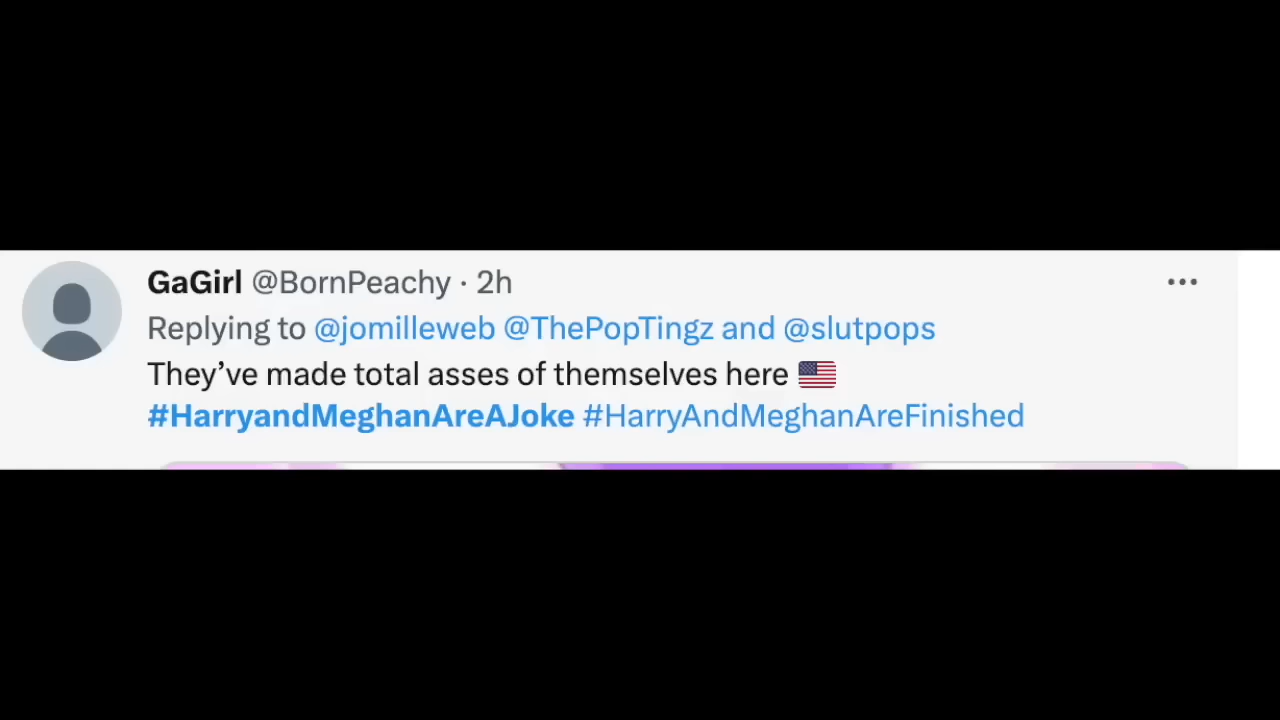 GaGirl @BornPeachy · 2h
Replying to @jomilleweb @ThePopTingz and @slutpops
They’ve made total asses of themselves here 🇺🇸
#HarryandMeghanAreAJoke #HarryAndMeghanAreFinished